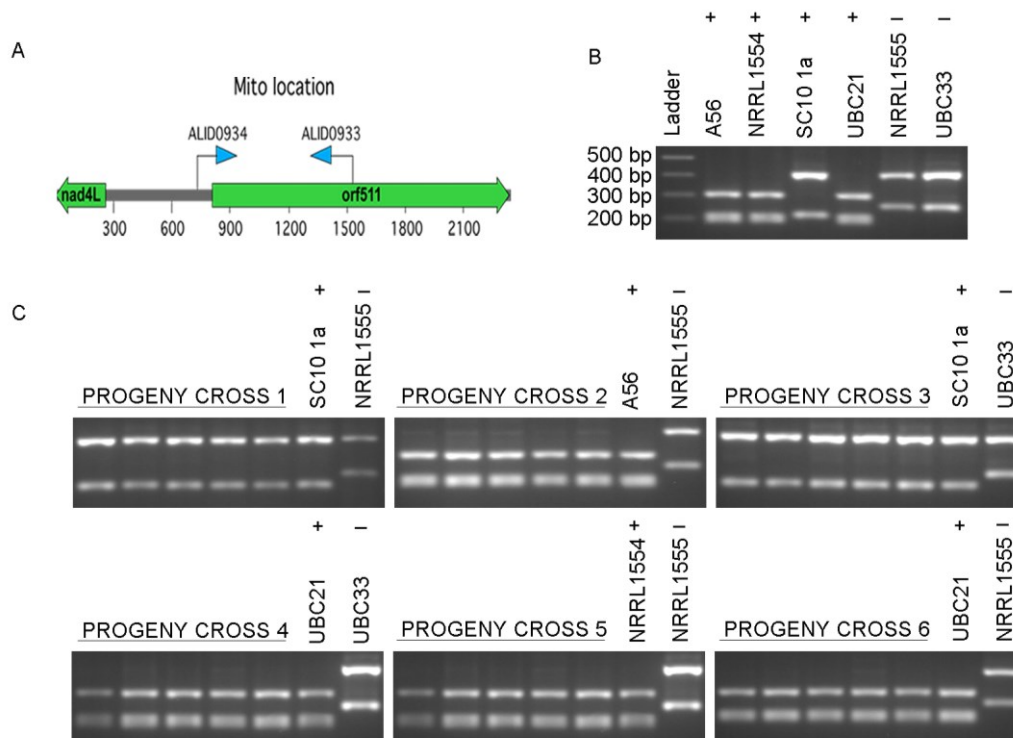 A
Mito location
ALID0934
ALID0933
nad4L
orf511
300
600
900
1200
1500
1800
2100
B
Ladder
A56 +
NRRL1554 +
SC10 1a +
UBC21 +
NRRL1555 –
UBC33 –
500 bp
400 bp
300 bp
200 bp
C
PROGENY CROSS 1
SC10 1a +
NRRL1555 –
PROGENY CROSS 2
A56 +
NRRL1555 –
PROGENY CROSS 3
SC10 1a +
UBC33 –
PROGENY CROSS 4
UBC21 +
UBC33 –
PROGENY CROSS 5
NRRL1554 +
NRRL1555 –
PROGENY CROSS 6
UBC21 +
NRRL1555 –